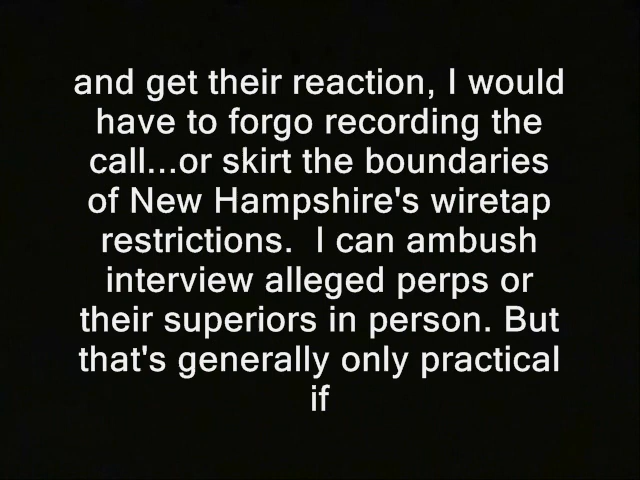 and get their reaction, I would
have to forgo recording the
call...or skirt the boundaries
of New Hampshire's wiretap
restrictions.  I can ambush
interview alleged perps or
their superiors in person. But
that's generally only practical
if